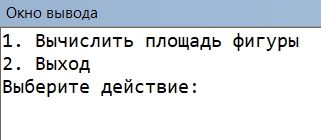 Окно вывода
1. Вычислить площадь фигуры
2. Выход
Выберите действие: